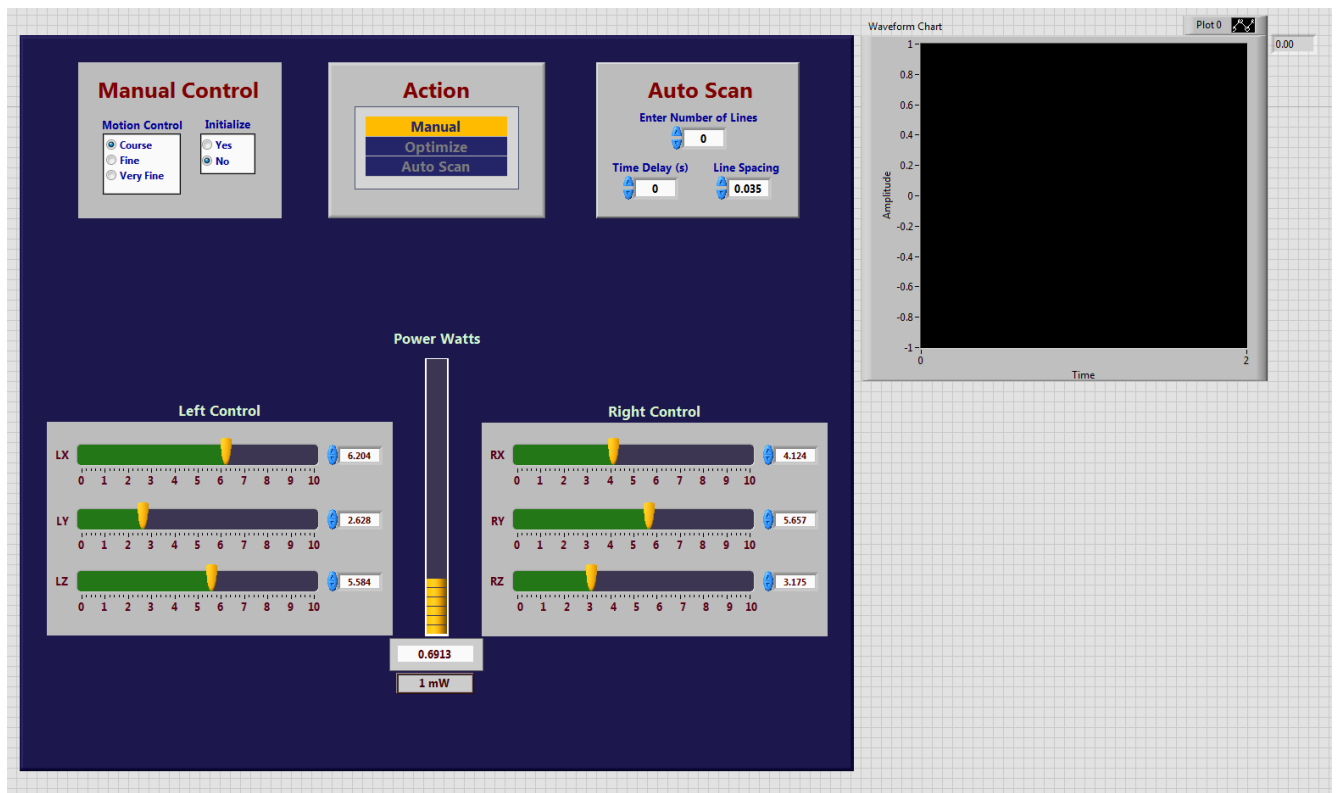 Manual Control
Motion Control
Course
Fine
Very Fine
Initialize
Yes
No
Action
Manual
Optimize
Auto Scan
Auto Scan
Enter Number of Lines
0
Time Delay (s)
0
Line Spacing
0.035
Waveform Chart
Plot 0
0.00
Amplitude
1
0.8
0.6
0.4
0.2
0
-0.2
-0.4
-0.6
-0.8
-1
0 2
Time
Power Watts
Left Control
LX
6.204
0 1 2 3 4 5 6 7 8 9 10
LY
2.628
0 1 2 3 4 5 6 7 8 9 10
LZ
5.584
0 1 2 3 4 5 6 7 8 9 10
Right Control
RX
4.124
0 1 2 3 4 5 6 7 8 9 10
RY
5.657
0 1 2 3 4 5 6 7 8 9 10
RZ
3.175
0 1 2 3 4 5 6 7 8 9 10
0.6913
1 mW